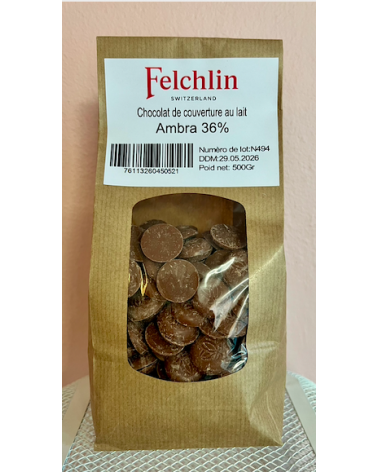 Felchlin
SWITZERLAND
Chocolat de couverture au lait
Ambra 36%
Numéro de lot:N494
DDM:29.05.2026
Poid net: 500Gr
76113260450521